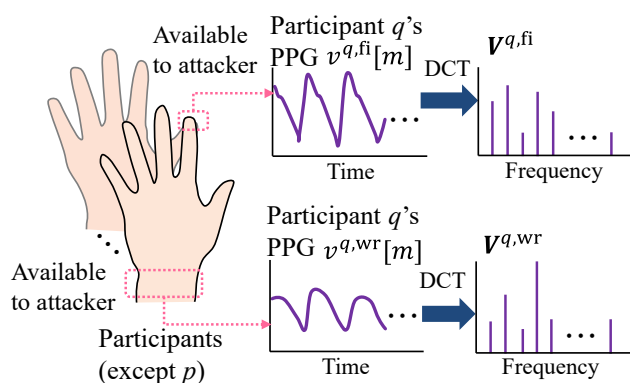 Available
to attacker
Participant q's
PPG v^{q,fi}[m]
DCT
V^{q,fi}
...
...
Time
Frequency
Participant q's
PPG v^{q,wr}[m]
DCT
V^{q,wr}
...
Available
to attacker
...
...
Participants
(except p)
Time
Frequency